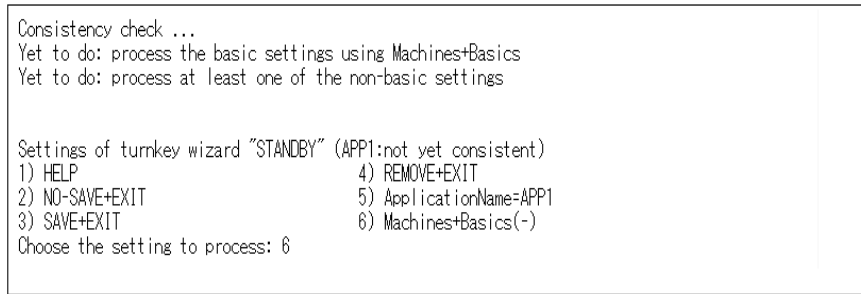 Consistency check ...
Yet to do: process the basic settings using Machines+Basics
Yet to do: process at least one of the non-basic settings
Settings of turnkey wizard "STANDBY" (APP1:not yet consistent)
1) HELP 4) REMOVE+EXIT
2) NO-SAVE+EXIT 5) ApplicationName=APP1
3) SAVE+EXIT 6) Machines+Basics(-)
Choose the setting to process: 6